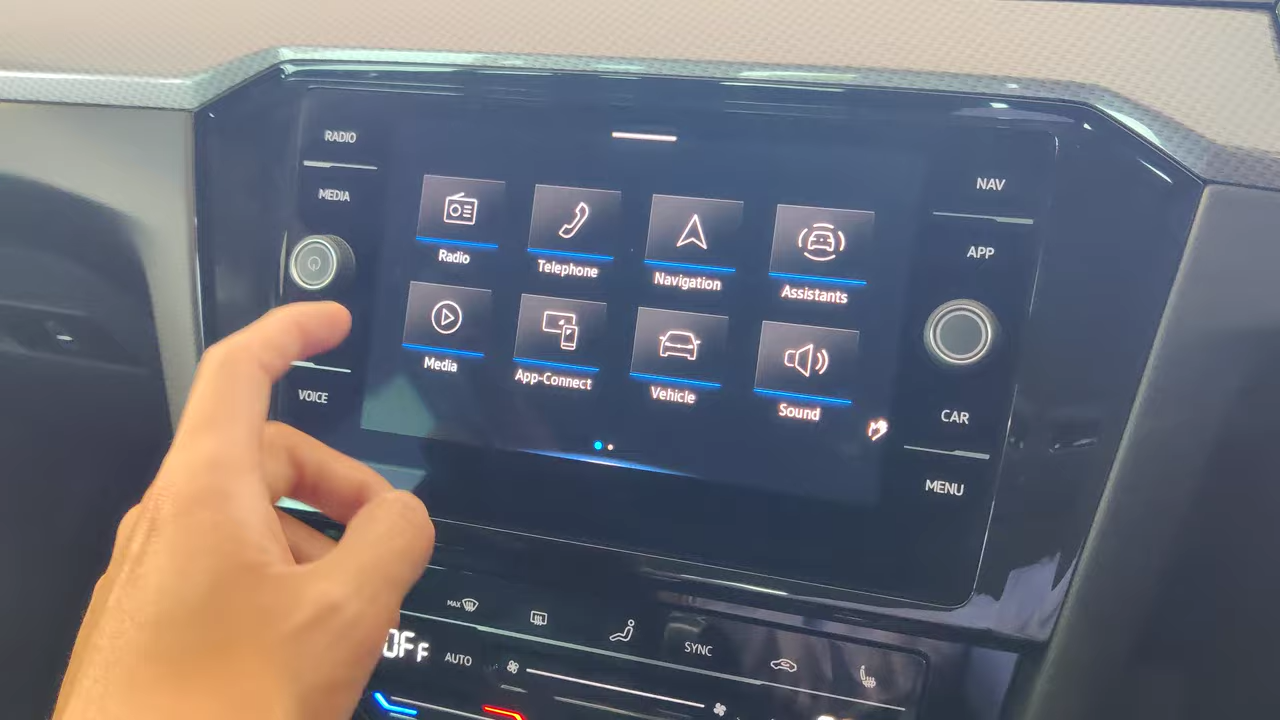 RADIO
MEDIA
VOICE
Radio
Telephone
Navigation
Assistants
Media
App-Connect
Vehicle
Sound
NAV
APP
CAR
MENU
MAX
SYNC
OFF
AUTO